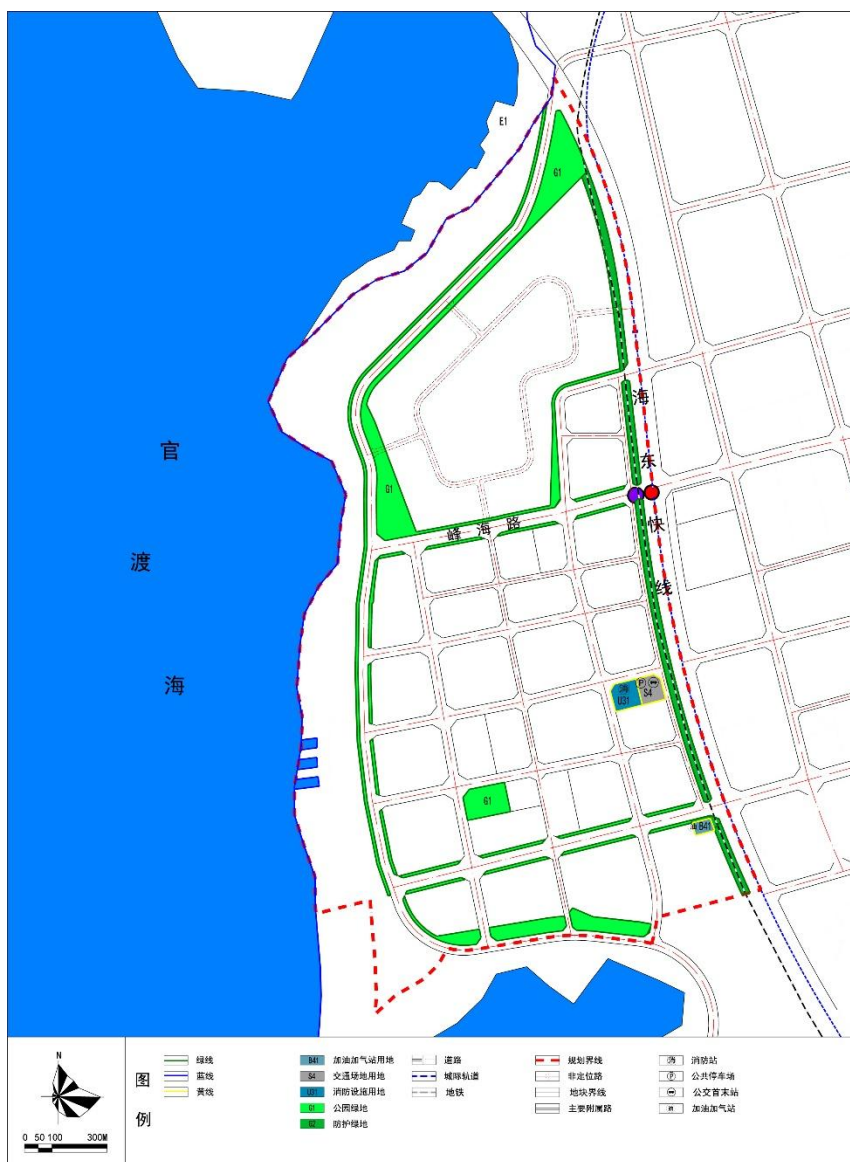 E1
G1
海
东
快
线
官
渡
海
G1
峰海路
消
U31
P
S4
G1
B41
N
0 50 100 300M
图
例
绿线
蓝线
黄线
B41 加油加气站用地
S4 交通场地用地
U31 消防设施用地
G1 公园绿地
G2 防护绿地
道路
城际轨道
地铁
规划界线
非定位路
地块界线
主要附属路
消 消防站
P 公共停车场
公交首末站
加油加气站